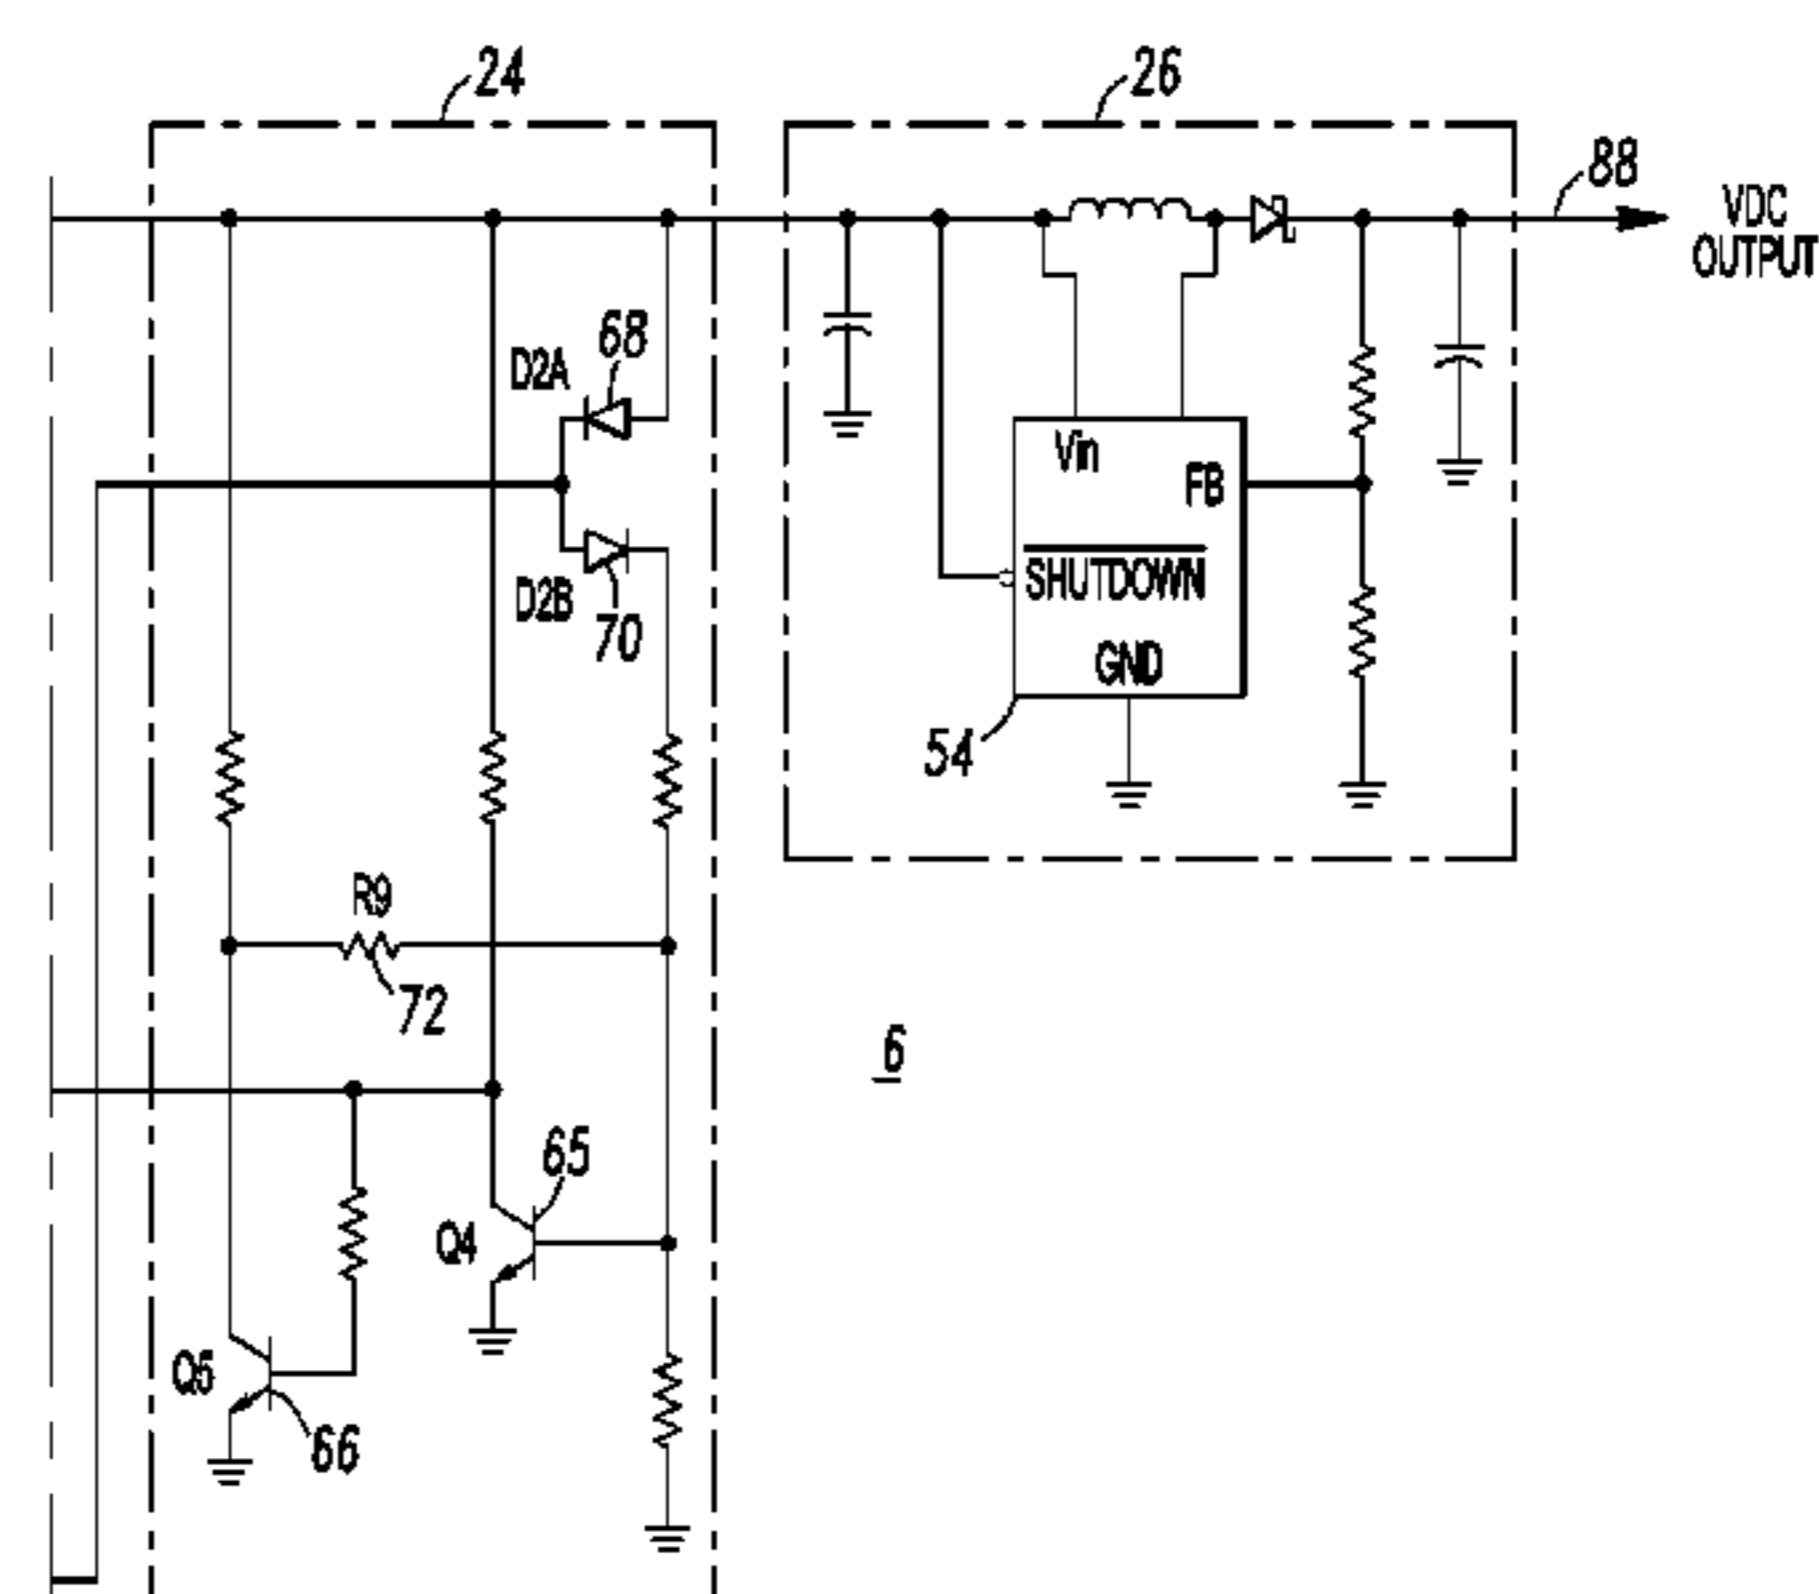 24
26
88
VDC
OUTPUT
68
D2A
Vin
FB
SHUTDOWN
D2B
70
GND
54
R9
72
6
65
Q4
Q5
66